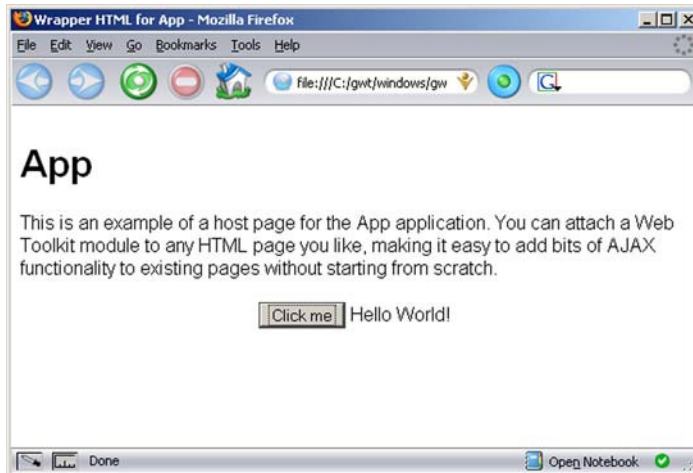 Wrapper HTML for App - Mozilla Firefox
File Edit View Go Bookmarks Tools Help
file:///C:/gwt/windows/gw
G
App
This is an example of a host page for the App application. You can attach a Web
Toolkit module to any HTML page you like, making it easy to add bits of AJAX
functionality to existing pages without starting from scratch.
Click me Hello World!
Done Open Notebook